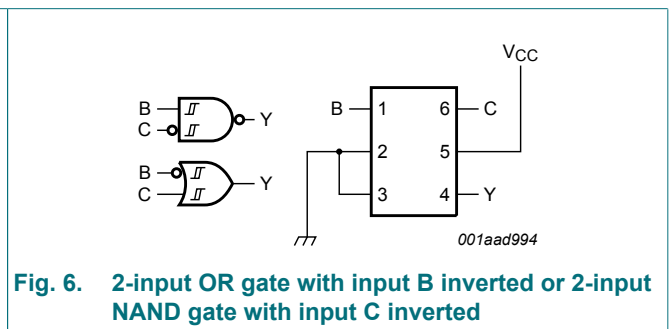 VCC
B
C
Y
B
C
Y
B
1
6
C
2
5
3
4
Y
001aad994
Fig. 6. 2-input OR gate with input B inverted or 2-input
NAND gate with input C inverted